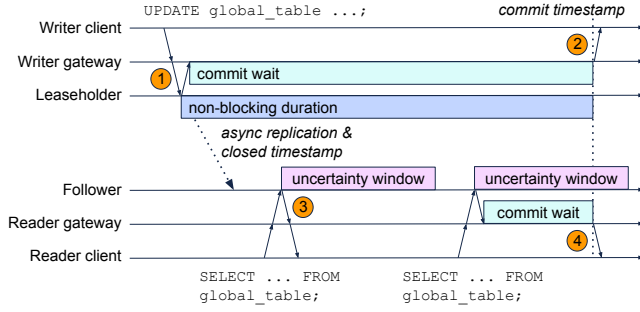 UPDATE global_table ...;
commit timestamp
Writer client
2
Writer gateway
1
commit wait
Leaseholder
non-blocking duration
async replication &
closed timestamp
uncertainty window
uncertainty window
Follower
3
Reader gateway
commit wait
4
Reader client
SELECT ... FROM
global_table;
SELECT ... FROM
global_table;